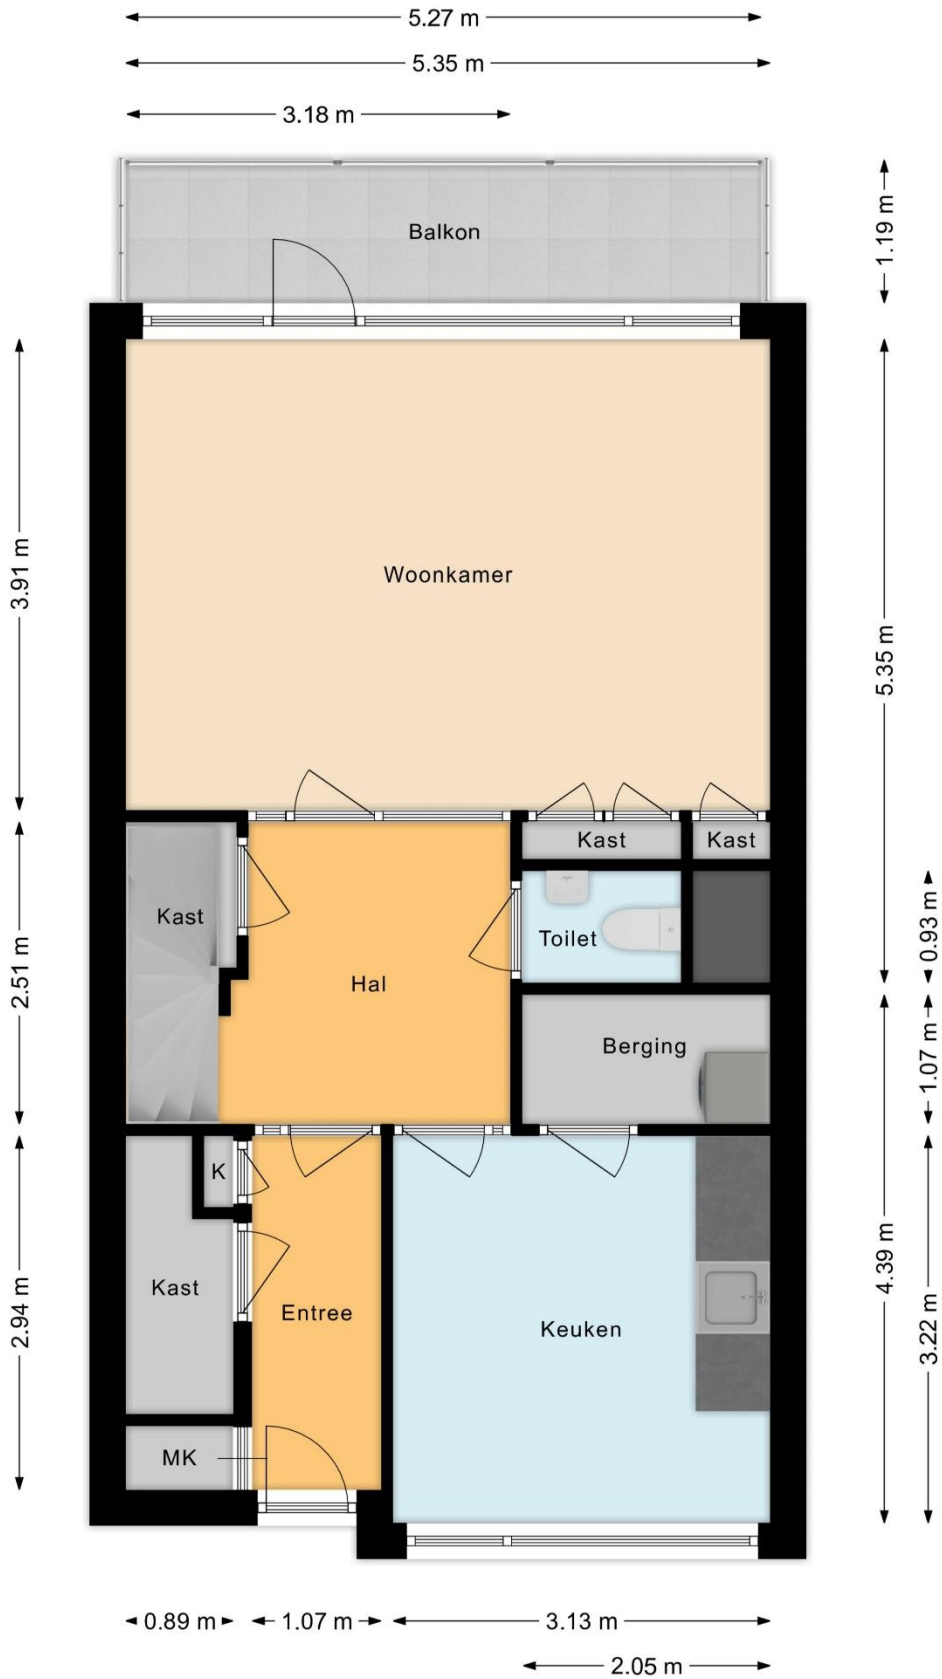 5.27 m
5.35 m
3.18 m
Balkon
1.19 m
Woonkamer
3.91 m
5.35 m
Kast
Kast
Kast
Toilet
0.93 m
2.51 m
Hal
Berging
1.07 m
K
Kast
Entree
Keuken
2.94 m
4.39 m
3.22 m
MK
0.89 m
1.07 m
3.13 m
2.05 m